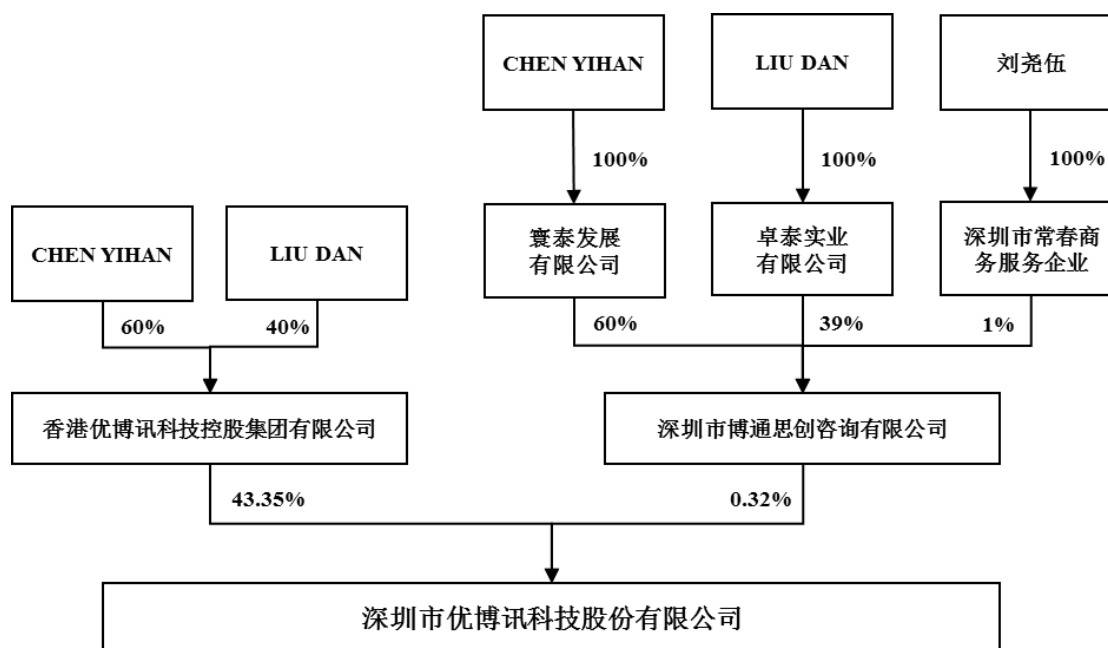 CHEN YIHAN
LIU DAN
刘尧伍
100%
100%
100%
CHEN YIHAN
LIU DAN
寰泰发展
有限公司
卓泰实业
有限公司
深圳市常春商
务服务企业
60%
40%
60%
39%
1%
香港优博讯科技控股集团有限公司
深圳市博通思创咨询有限公司
43.35%
0.32%
深圳市优博讯科技股份有限公司